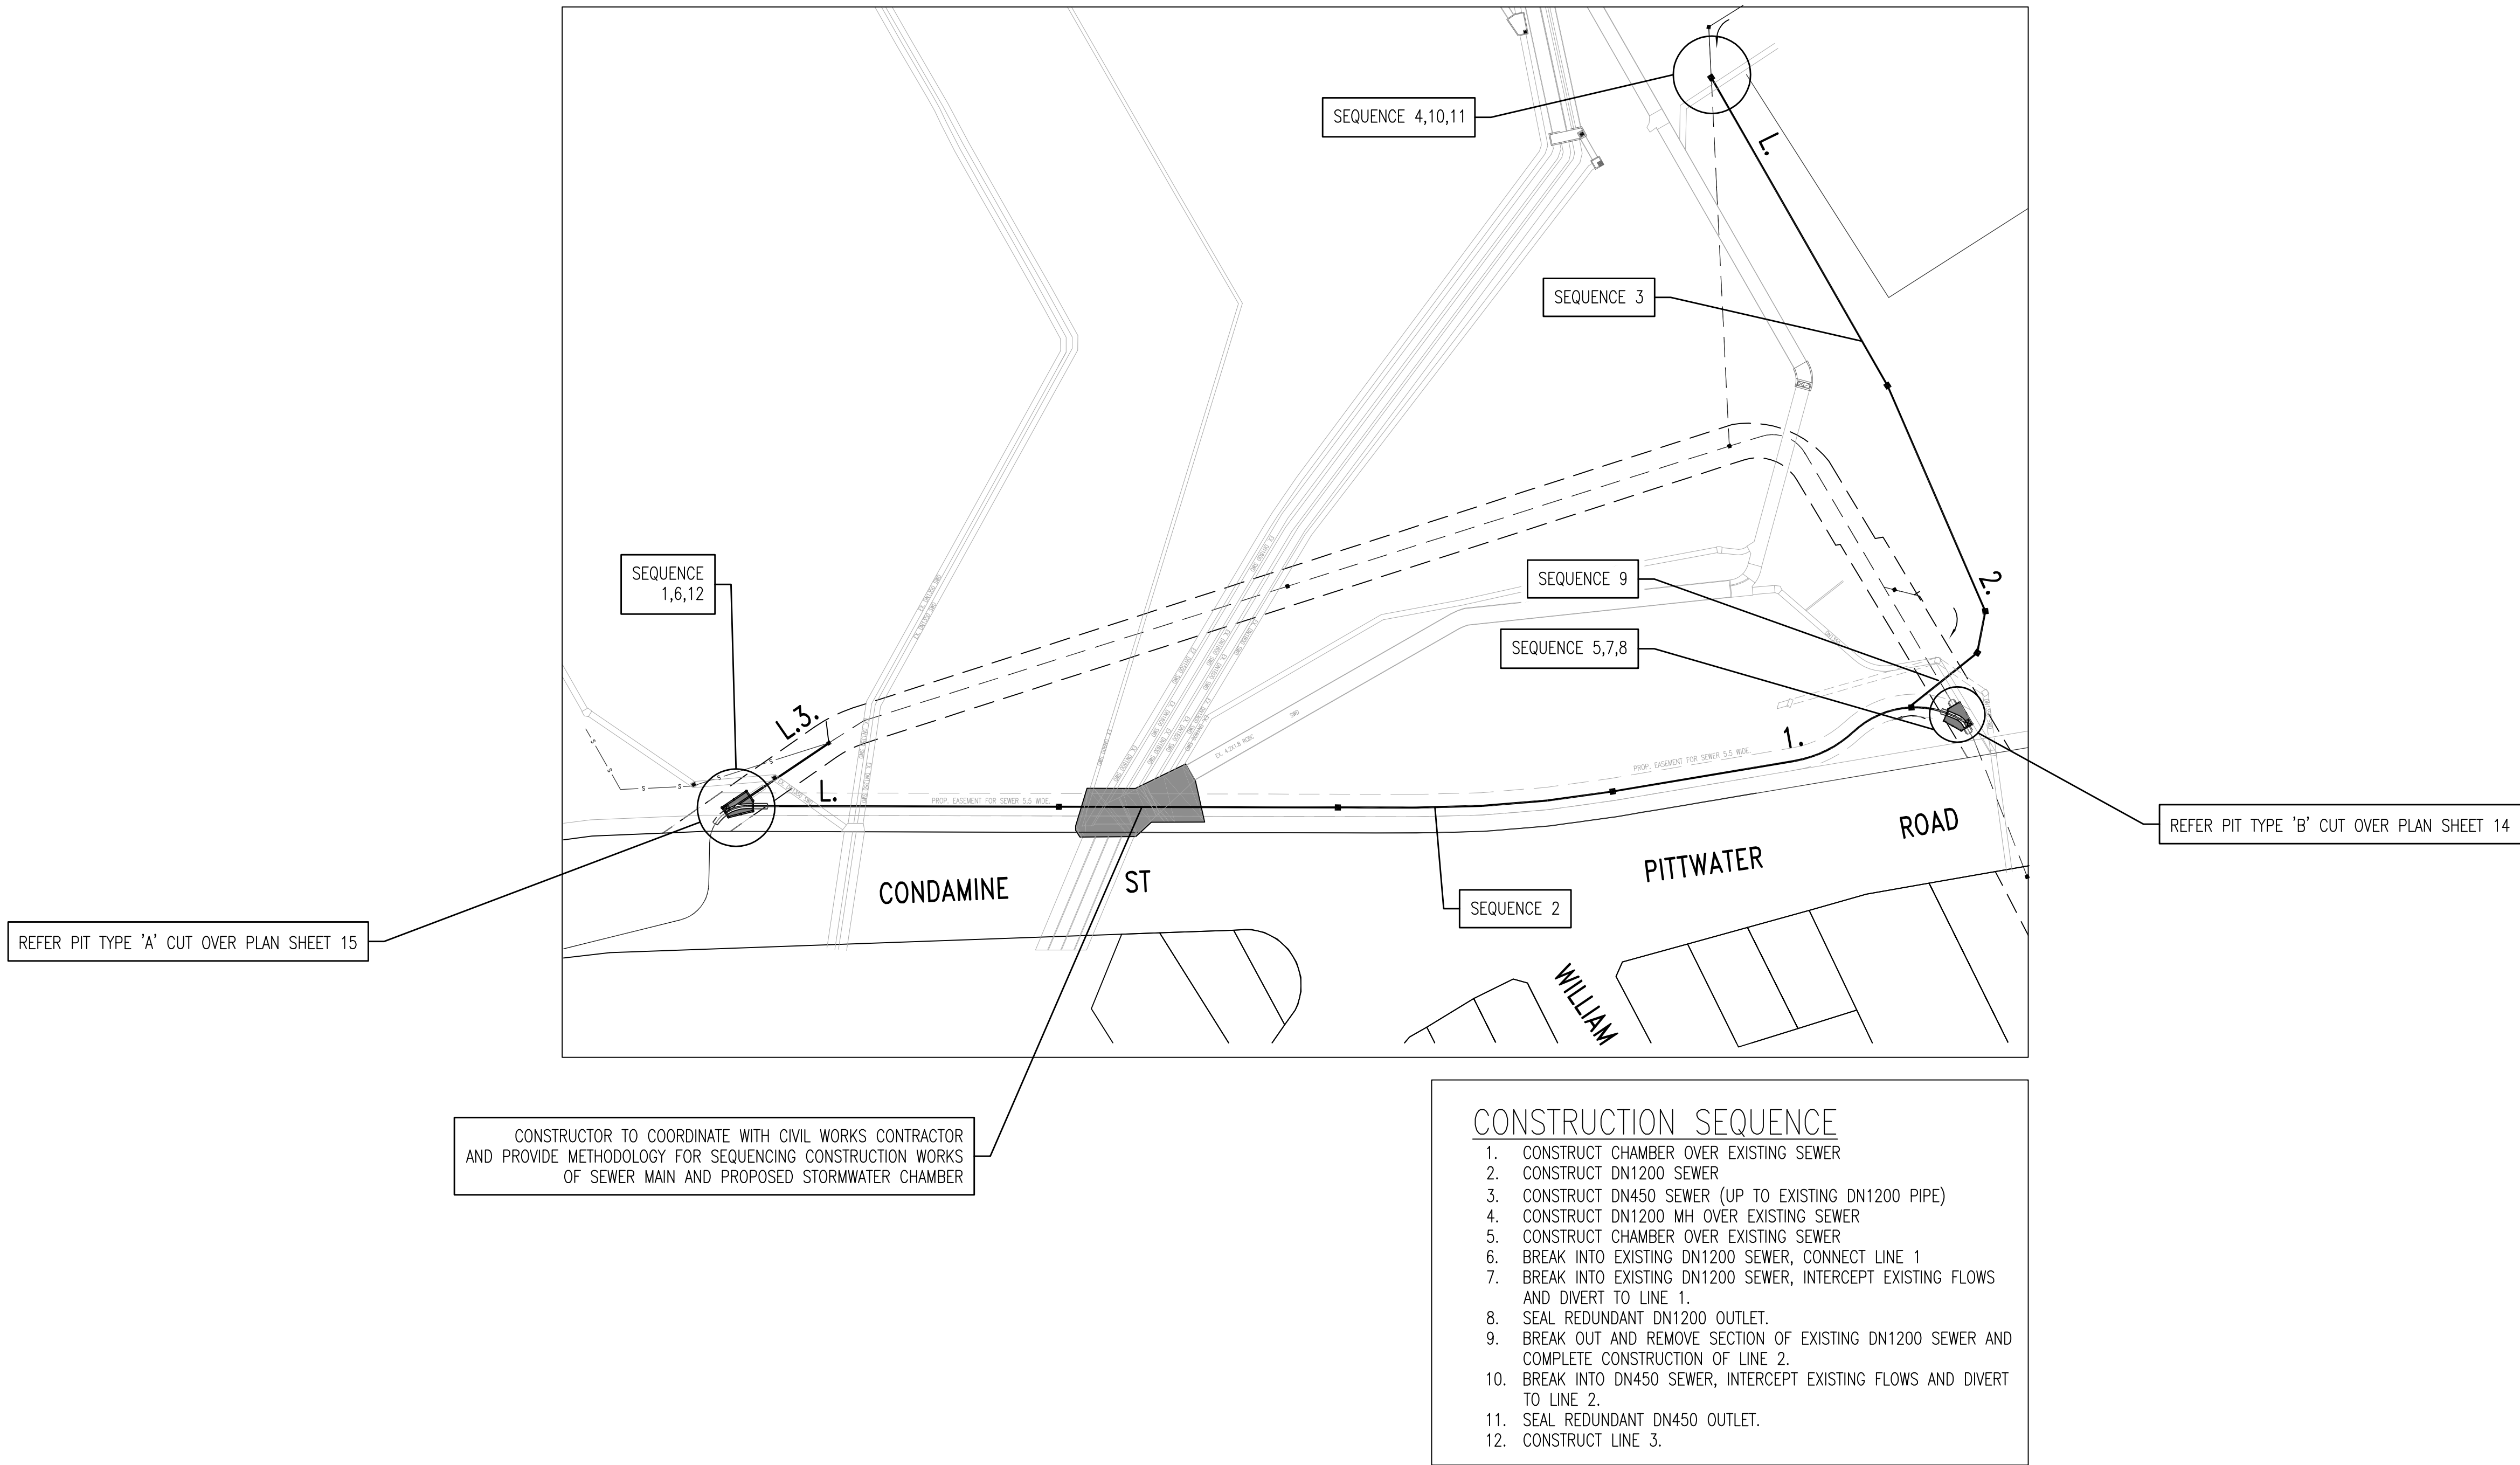 SEQUENCE 4,10,11
L.
SEQUENCE 3
SEQUENCE
1,6,12
SEQUENCE 9
2.
SEQUENCE 5,7,8
L.3.
1.
L.
PROP. EASEMENT FOR SEWER 5.5 WIDE
PROP. EASEMENT FOR SEWER 5.5 WIDE
EX. 4.2X1.8 RCBC
SWD
S
S
S
S
S
CONDAMINE
ST
PITTWATER
ROAD
WILLIAM
SEQUENCE 2
REFER PIT TYPE 'B' CUT OVER PLAN SHEET 14
REFER PIT TYPE 'A' CUT OVER PLAN SHEET 15
CONSTRUCTOR TO COORDINATE WITH CIVIL WORKS CONTRACTOR
AND PROVIDE METHODOLOGY FOR SEQUENCING CONSTRUCTION WORKS
OF SEWER MAIN AND PROPOSED STORMWATER CHAMBER
CONSTRUCTION SEQUENCE
1. CONSTRUCT CHAMBER OVER EXISTING SEWER
2. CONSTRUCT DN1200 SEWER
3. CONSTRUCT DN450 SEWER (UP TO EXISTING DN1200 PIPE)
4. CONSTRUCT DN1200 MH OVER EXISTING SEWER
5. CONSTRUCT CHAMBER OVER EXISTING SEWER
6. BREAK INTO EXISTING DN1200 SEWER, CONNECT LINE 1
7. BREAK INTO EXISTING DN1200 SEWER, INTERCEPT EXISTING FLOWS
AND DIVERT TO LINE 1.
8. SEAL REDUNDANT DN1200 OUTLET.
9. BREAK OUT AND REMOVE SECTION OF EXISTING DN1200 SEWER AND
COMPLETE CONSTRUCTION OF LINE 2.
10. BREAK INTO DN450 SEWER, INTERCEPT EXISTING FLOWS AND DIVERT
TO LINE 2.
11. SEAL REDUNDANT DN450 OUTLET.
12. CONSTRUCT LINE 3.